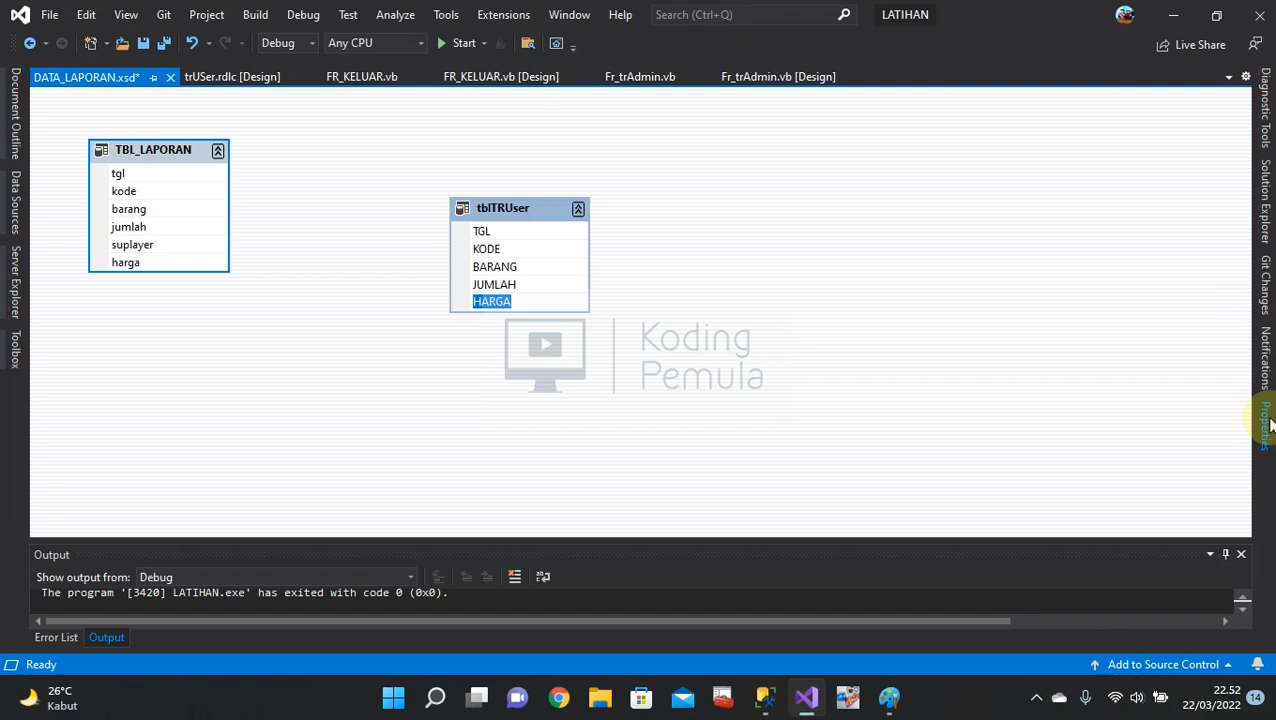 File Edit View Git Project Build Debug Test Analyze Tools Extensions Window Help Search (Ctrl+Q) LATIHAN
Debug Any CPU Start Live Share
DATA_LAPORAN.xsd* trUSer.rdlc [Design] FR_KELUAR.vb FR_KELUAR.vb [Design] Fr_trAdmin.vb Fr_trAdmin.vb [Design]
Document Outline
Data Sources
Server Explorer
Toolbox
TBL_LAPORAN
tgl
kode
barang
jumlah
suplayer
harga
tblTRUser
TGL
KODE
BARANG
JUMLAH
HARGA
Koding
Pemula
Diagnostic Tools
Solution Explorer
Git Changes
Notifications
Properties
Output
Show output from: Debug
The program '[3420] LATIHAN.exe' has exited with code 0 (0x0).
Error List Output
Ready Add to Source Control
26°C
Kabut
22.52
22/03/2022
14